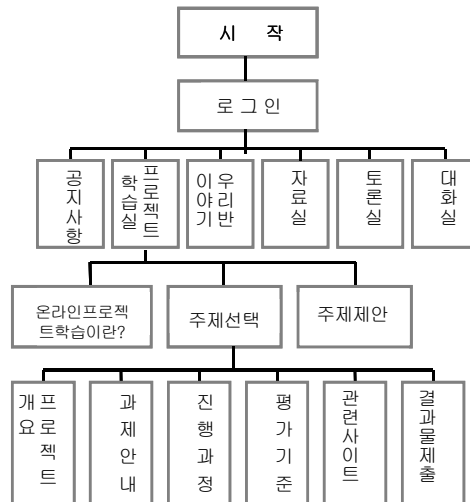 시 작
로 그 인
공지사항
프로젝트
학습실
우리반
이야기
자료실
토론실
대화실
온라인프로젝
트학습이란?
주제선택
주제제안
프로젝트
개요
과제안내
진행과정
평가기준
관련사이트
결과물제출